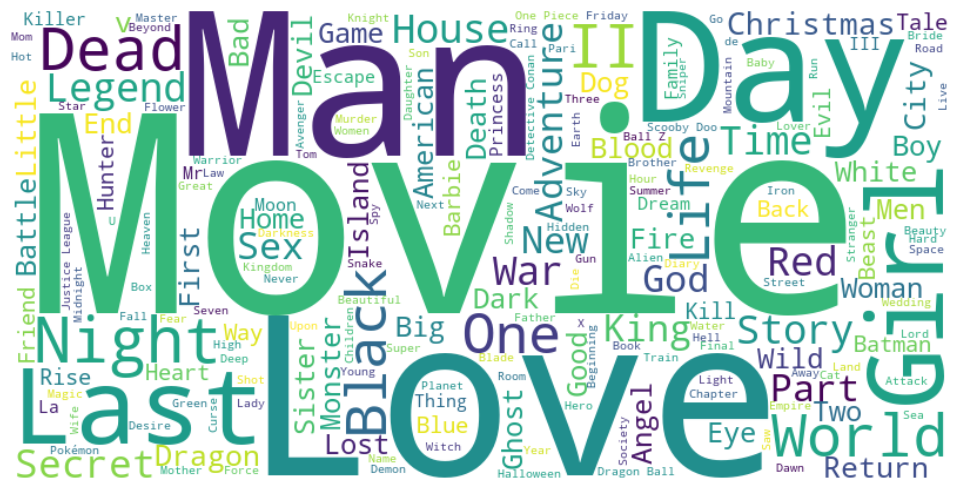 Killer
Master
Beyond
v
Bad
Devil
Game
Knight
House
One Piece
Friday
Ring
Call
Pari
II
Go
de
Christmas
Tale
III
Bride
Road
Mom
Hot
Dead
Man
Day
Escape
Son
Daughter
Princess
Detective Conan
Adventure
Dog
Family
Sniper
Mountain
Baby
Run
City
Live
Legend
Star
Flower
Avenger
Murder
Women
American
Death
Three
Earth
Ball Z
Scooby Doo
Blood
Time
Lover
Evil
Boy
Little
End
Hunter
Warrior
Tom
Mr
Law
Great
Spy
Barbie
Come
Sky
Next
Hidden
Brother
Hour
Summer
Revenge
Dream
Life
White
Movie
Girl
Battle
Friend
Justice League
Midnight
u
Heaven
Box
First
Moon
Home
Darkness
Sex
Kingdom
Never
Island
Snake
Beautiful
Black
War
Dark
Shadow
New
Wolf
Alien
Gun
Fire
Die
God
Iron
Back
Diary
Street
Red
Stranger
Beast
Men
Beauty
Hard
Space
Woman
Wedding
Night
Fall
Fear
Seven
Way
Upon
High
Deep
Children
Super
Big
Father
One
X
Beginning
Good
King
Kill
Water
Hell
Final
Story
Batman
Lord
Rise
Heart
Sister
Monster
Young
Planet
Thing
Room
Blade
Book
Train
Hero
Light
Chapter
Away
Cat
Wild
Land
Attack
La
Magic
Wife
Shot
Green
Lady
Curse
Last
Love
Part
Empire
Two
Desire
Blue
Witch
Ghost
Year
Society
Angel
Saw
Eye
World
Sea
Secret
Pokémon
Dragon
Mother
Force
Lost
Name
Demon
Halloween
Dragon Ball
Dawn
Return